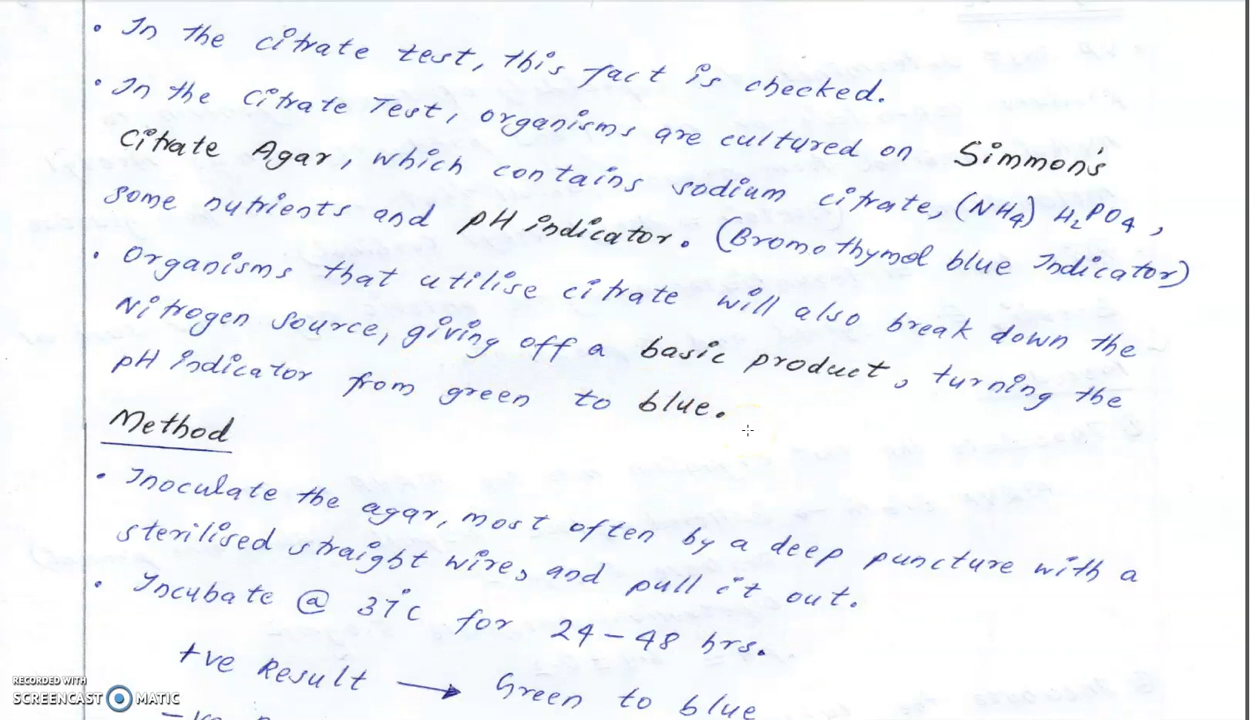 • In the citrate test, this fact is checked.
• In the Citrate Test, organisms are cultured on Simmon's
Citrate Agar, which contains sodium citrate, (NH4) H2PO4,
some nutrients and pH indicator. (Bromothymol blue Indicator)
• Organisms that utilise citrate will also break down the
Nitrogen source, giving off a basic product, turning the
pH indicator from green to blue.
Method
• Inoculate the agar, most often by a deep puncture with a
sterilised straight wire, and pull it out.
• Incubate @ 37°C for 24-48 hrs.
+ve Result → Green to blue
RECORDED WITH
SCREENCAST MATIC